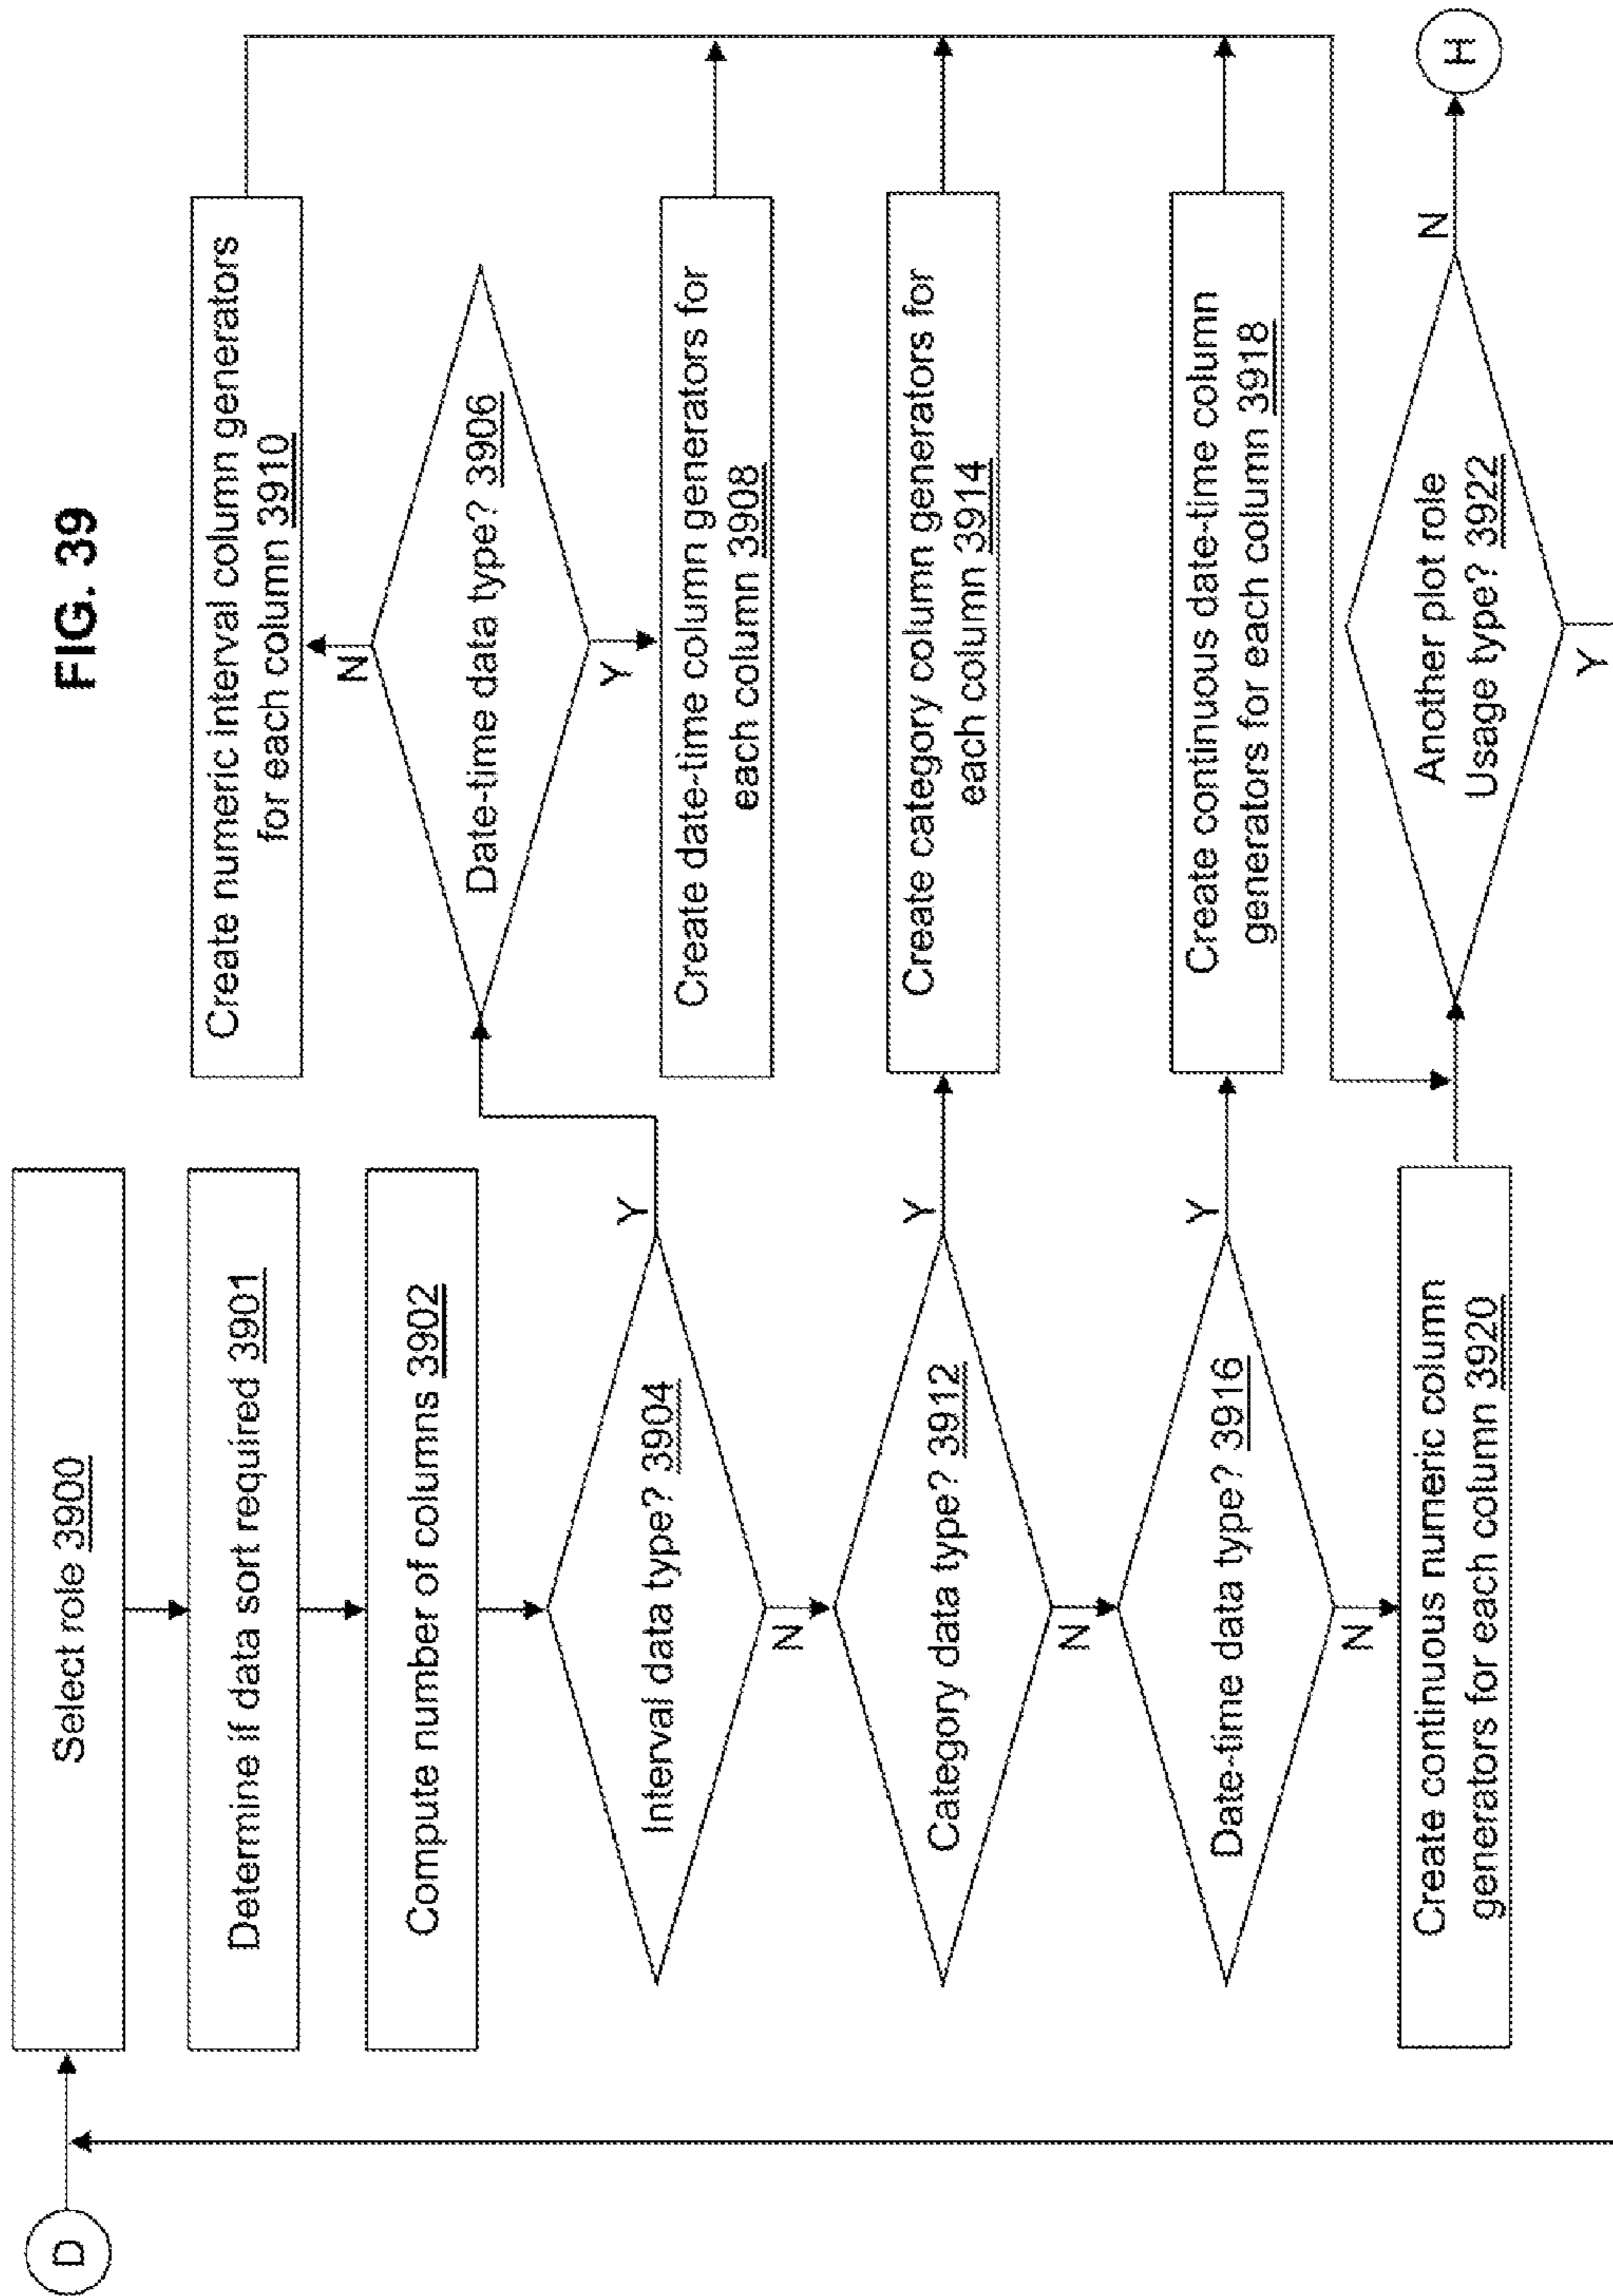 FIG. 39
D
Select role 3900
Determine if data sort required 3901
Compute number of columns 3902
Interval data type? 3904
Y
N
Date-time data type? 3906
N
Y
Create numeric interval column generators
for each column 3910
Create date-time column generators for
each column 3908
Category data type? 3912
Y
N
Create category column generators for
each column 3914
Date-time data type? 3916
Y
N
Create continuous date-time column
generators for each column 3918
Create continuous numeric column
generators for each column 3920
Another plot role
Usage type? 3922
N
Y
H